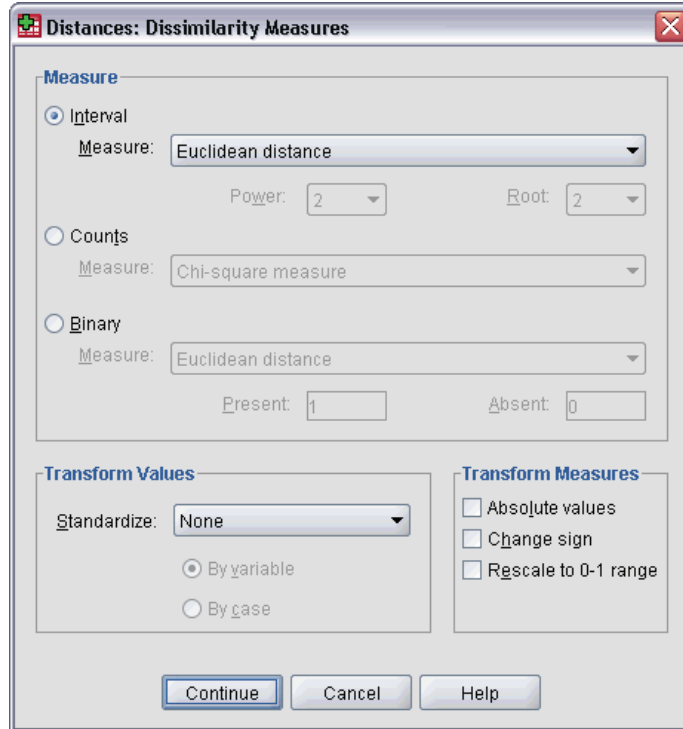 Distances: Dissimilarity Measures
Measure
Interval
Measure: Euclidean distance
Power: 2 Root: 2
Counts
Measure: Chi-square measure
Binary
Measure: Euclidean distance
Present: 1 Absent: 0
Transform Values
Standardize: None
By variable
By case
Transform Measures
Absolute values
Change sign
Rescale to 0-1 range
Continue Cancel Help